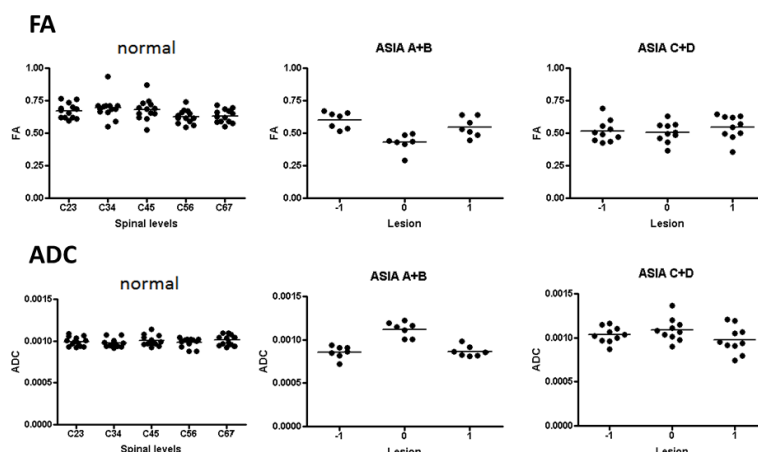 FA
normal
ASIA A+B
ASIA C+D
1.00
0.75
0.50
0.25
0.00
FA
C23 C34 C45 C56 C67
Spinal levels
1.00
0.75
0.50
0.25
0.00
FA
-1 0 1
Lesion
1.00
0.75
0.50
0.25
0.00
FA
-1 0 1
Lesion
ADC
normal
ASIA A+B
ASIA C+D
0.0015
0.0010
0.0005
0.0000
ADC
C23 C34 C45 C56 C67
Spinal levels
0.0015
0.0010
0.0005
0.0000
ADC
-1 0 1
Lesion
0.0015
0.0010
0.0005
0.0000
ADC
-1 0 1
Lesion